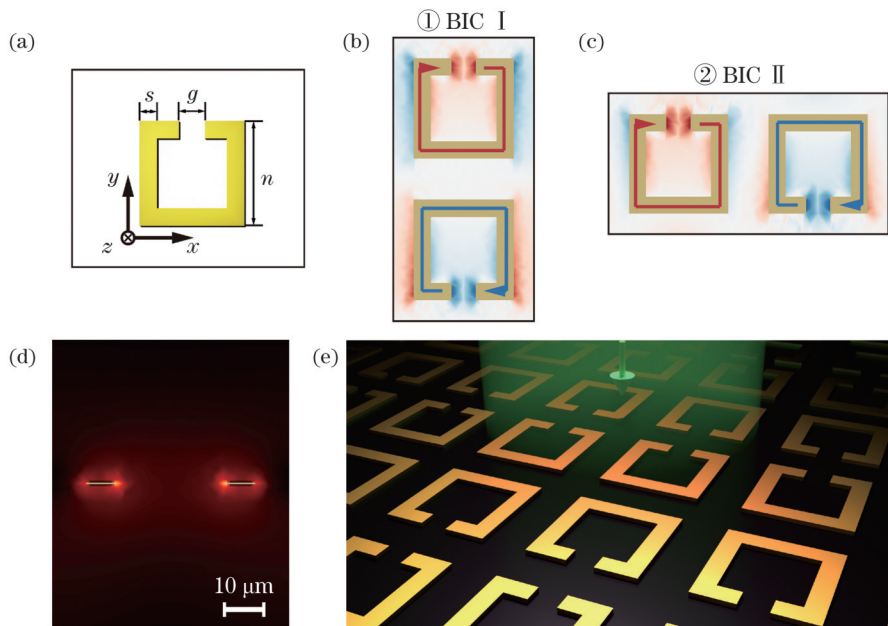 (a)
s
g
n
y
z
x
(b)
① BIC Ⅰ
(c)
② BIC Ⅱ
(d)
10 μm
(e)